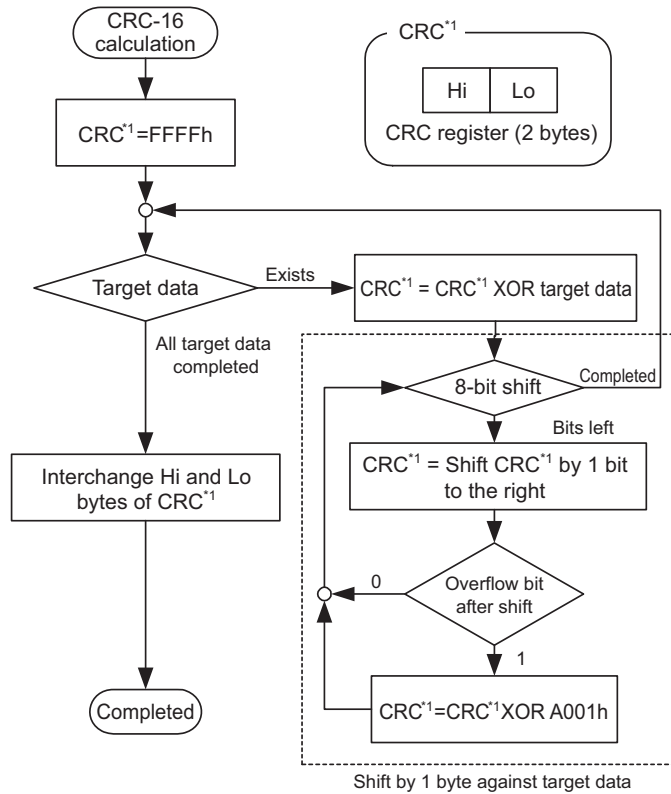 CRC-16
calculation
CRC*1
Hi Lo
CRC register (2 bytes)
CRC*1=FFFFh
Target data
Exists
CRC*1 = CRC*1 XOR target data
All target data
completed
8-bit shift
Completed
Bits left
Interchange Hi and Lo
bytes of CRC*1
CRC*1 = Shift CRC*1 by 1 bit
to the right
Overflow bit
after shift
0
1
CRC*1=CRC*1XOR A001h
Completed
Shift by 1 byte against target data